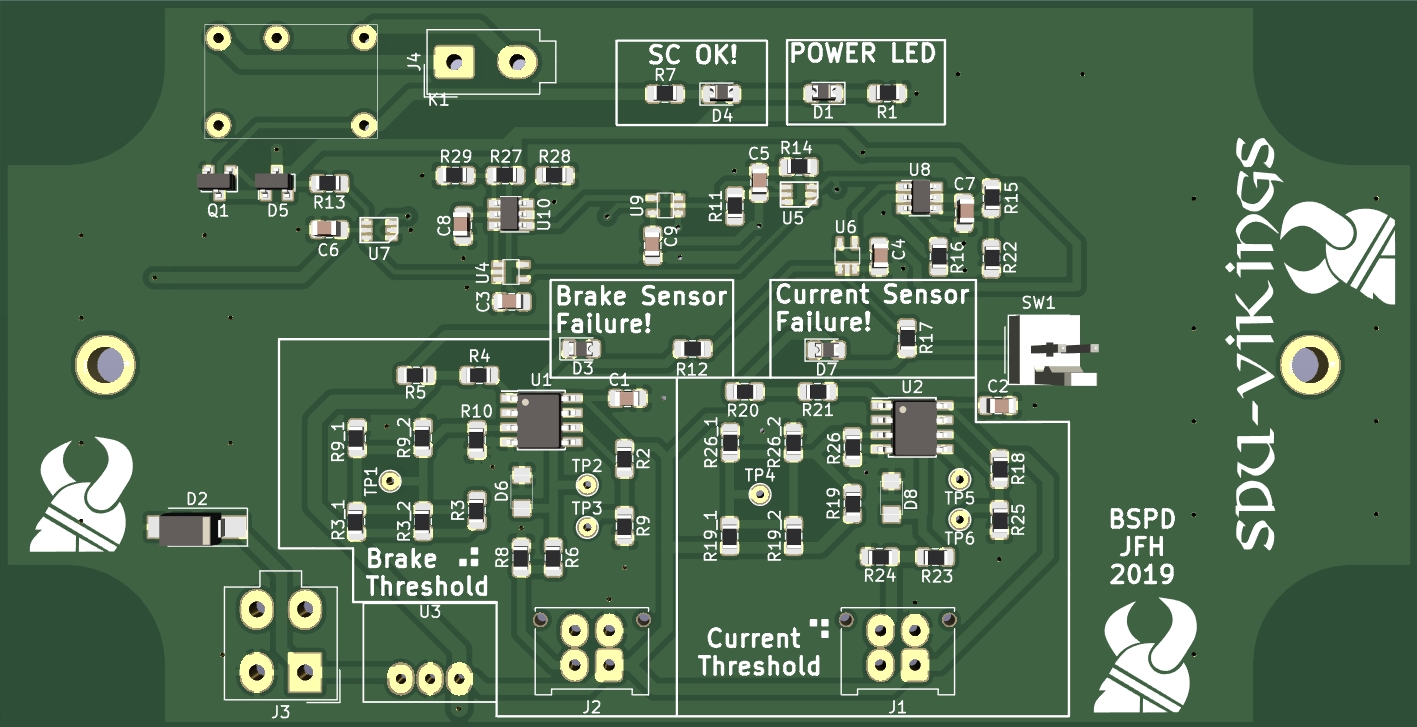 J4
K1
SC OK!
R7
D4
POWER LED
D1
R1
Q1
D5
R13
R29
R27
R28
C5
R14
U8
C6
U7
C8
U10
U9
C9
R11
U5
U6
C4
C7
R15
R16
R22
U4
C3
Brake Sensor
Failure!
D3
R12
Current Sensor
Failure!
D7
R17
SW1
spu-vikings
R5
R4
U1
C1
R20
R21
U2
C2
R9_1
R9_2
R10
R26_1
R26_2
R26
TP1
D6
TP2
TP3
R2
R9
TP4
R19
D8
TP5
TP6
R18
R25
R3_1
R3_2
R3
R19_1
R19_2
D2
R8
R6
R24
R23
Brake
Threshold
BSPD
JFH
2019
U3
Current
Threshold
J3
J2
J1